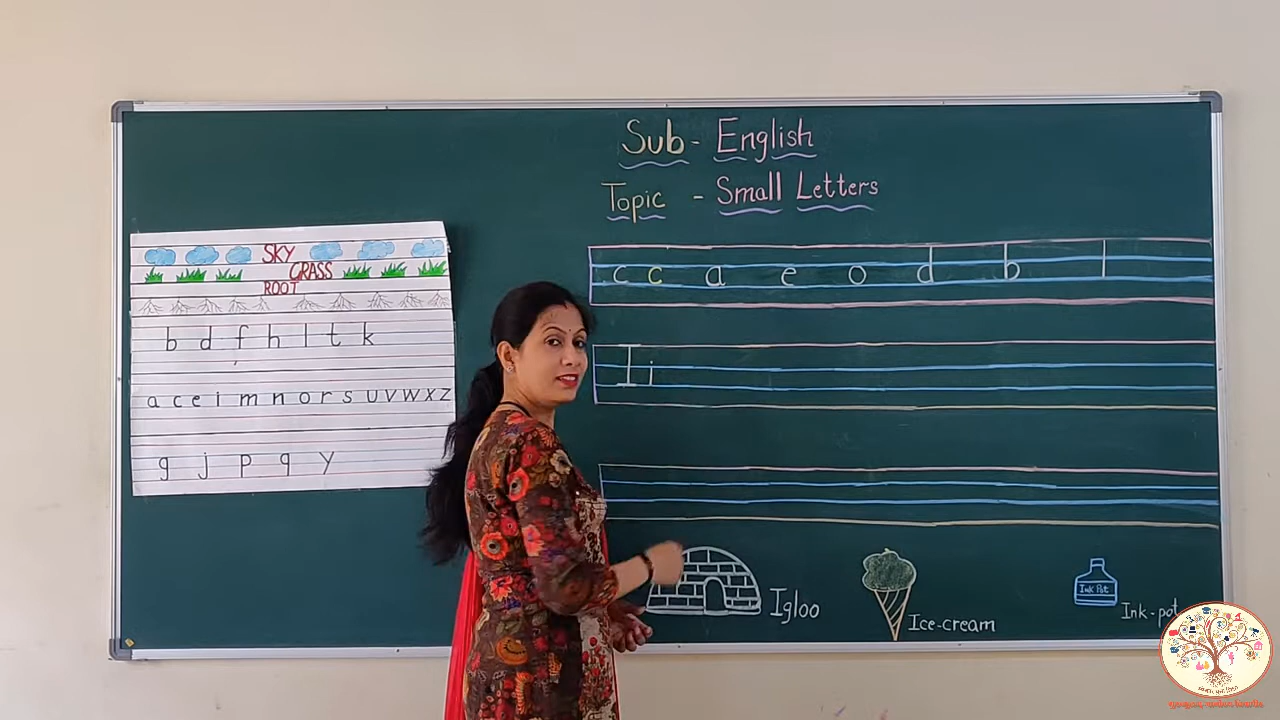 Sub - English
Topic - Small Letters
SKY
GRASS
ROOT
b d f h l t k
a c e i m n o r s u v w x z
g j p q y
c c a e o d b l
I i
Igloo
Ice-cream
Ink Pot
Ink-pot